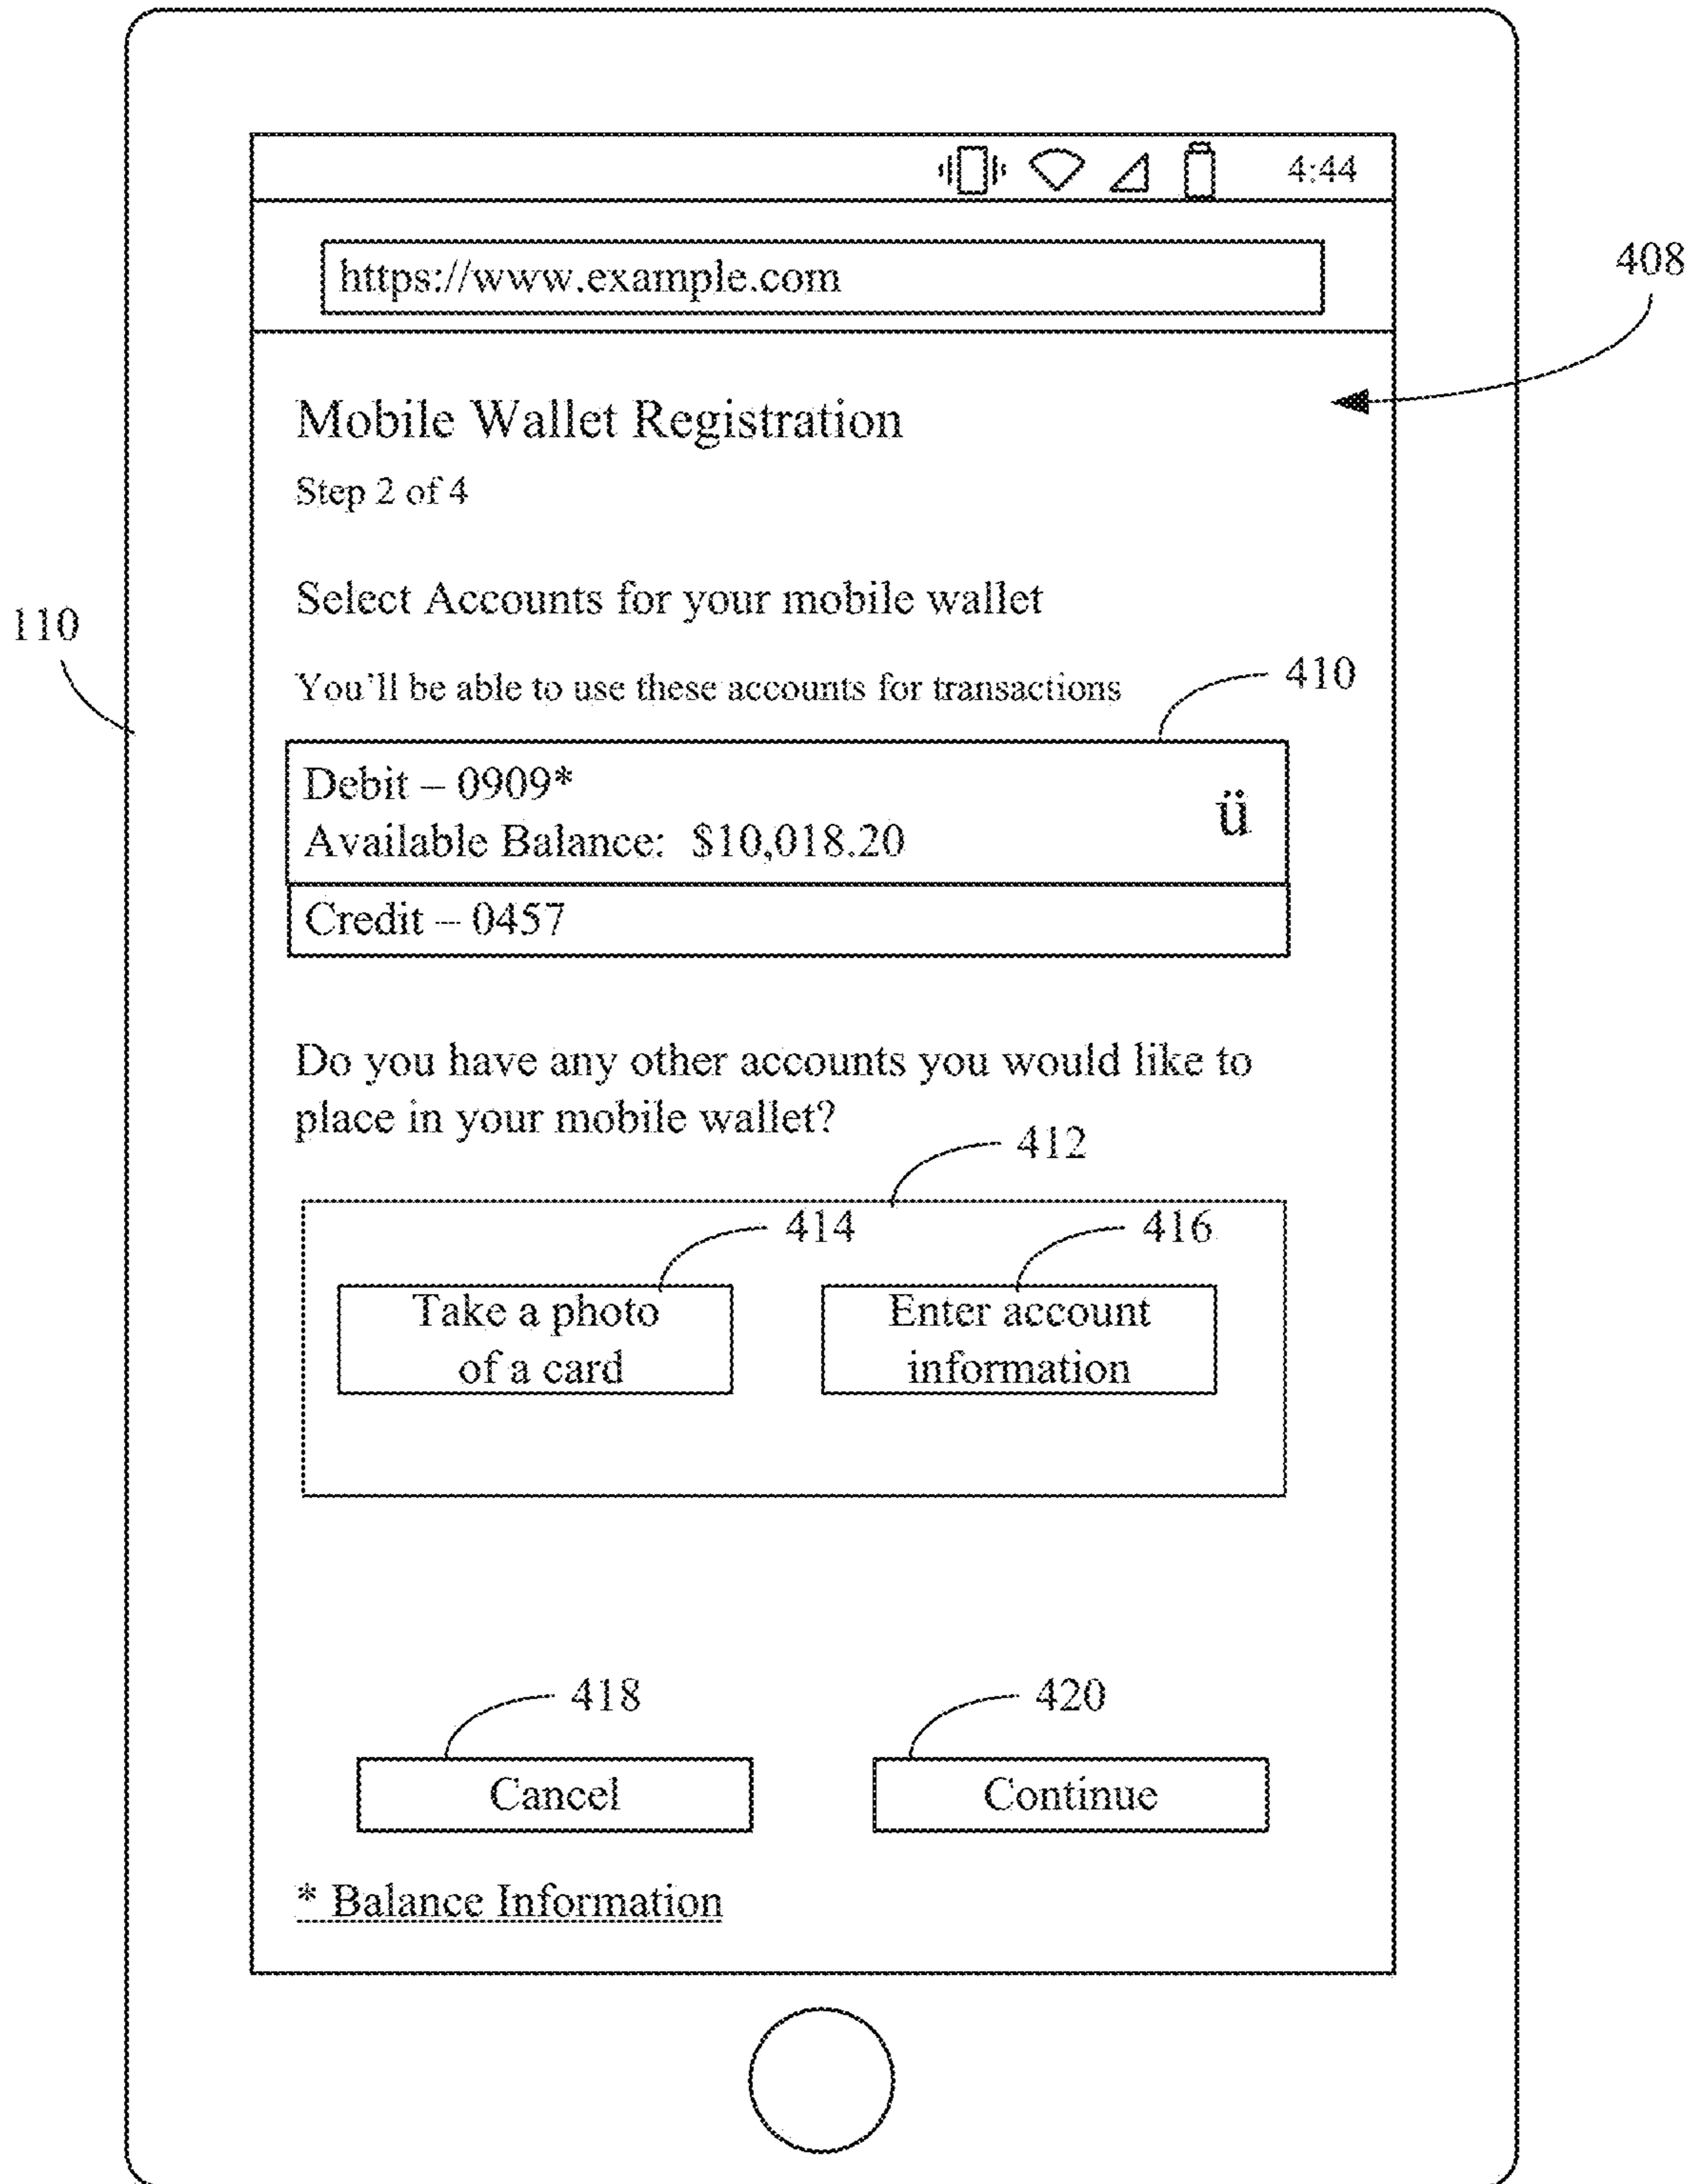 4:44
https://www.example.com
408
Mobile Wallet Registration
Step 2 of 4
Select Accounts for your mobile wallet
110
You'll be able to use these accounts for transactions
410
Debit – 0909*
ü
Available Balance: $10,018.20
Credit – 0457
Do you have any other accounts you would like to
place in your mobile wallet?
412
414
416
Take a photo
of a card
Enter account
information
418
420
Cancel
Continue
* Balance Information